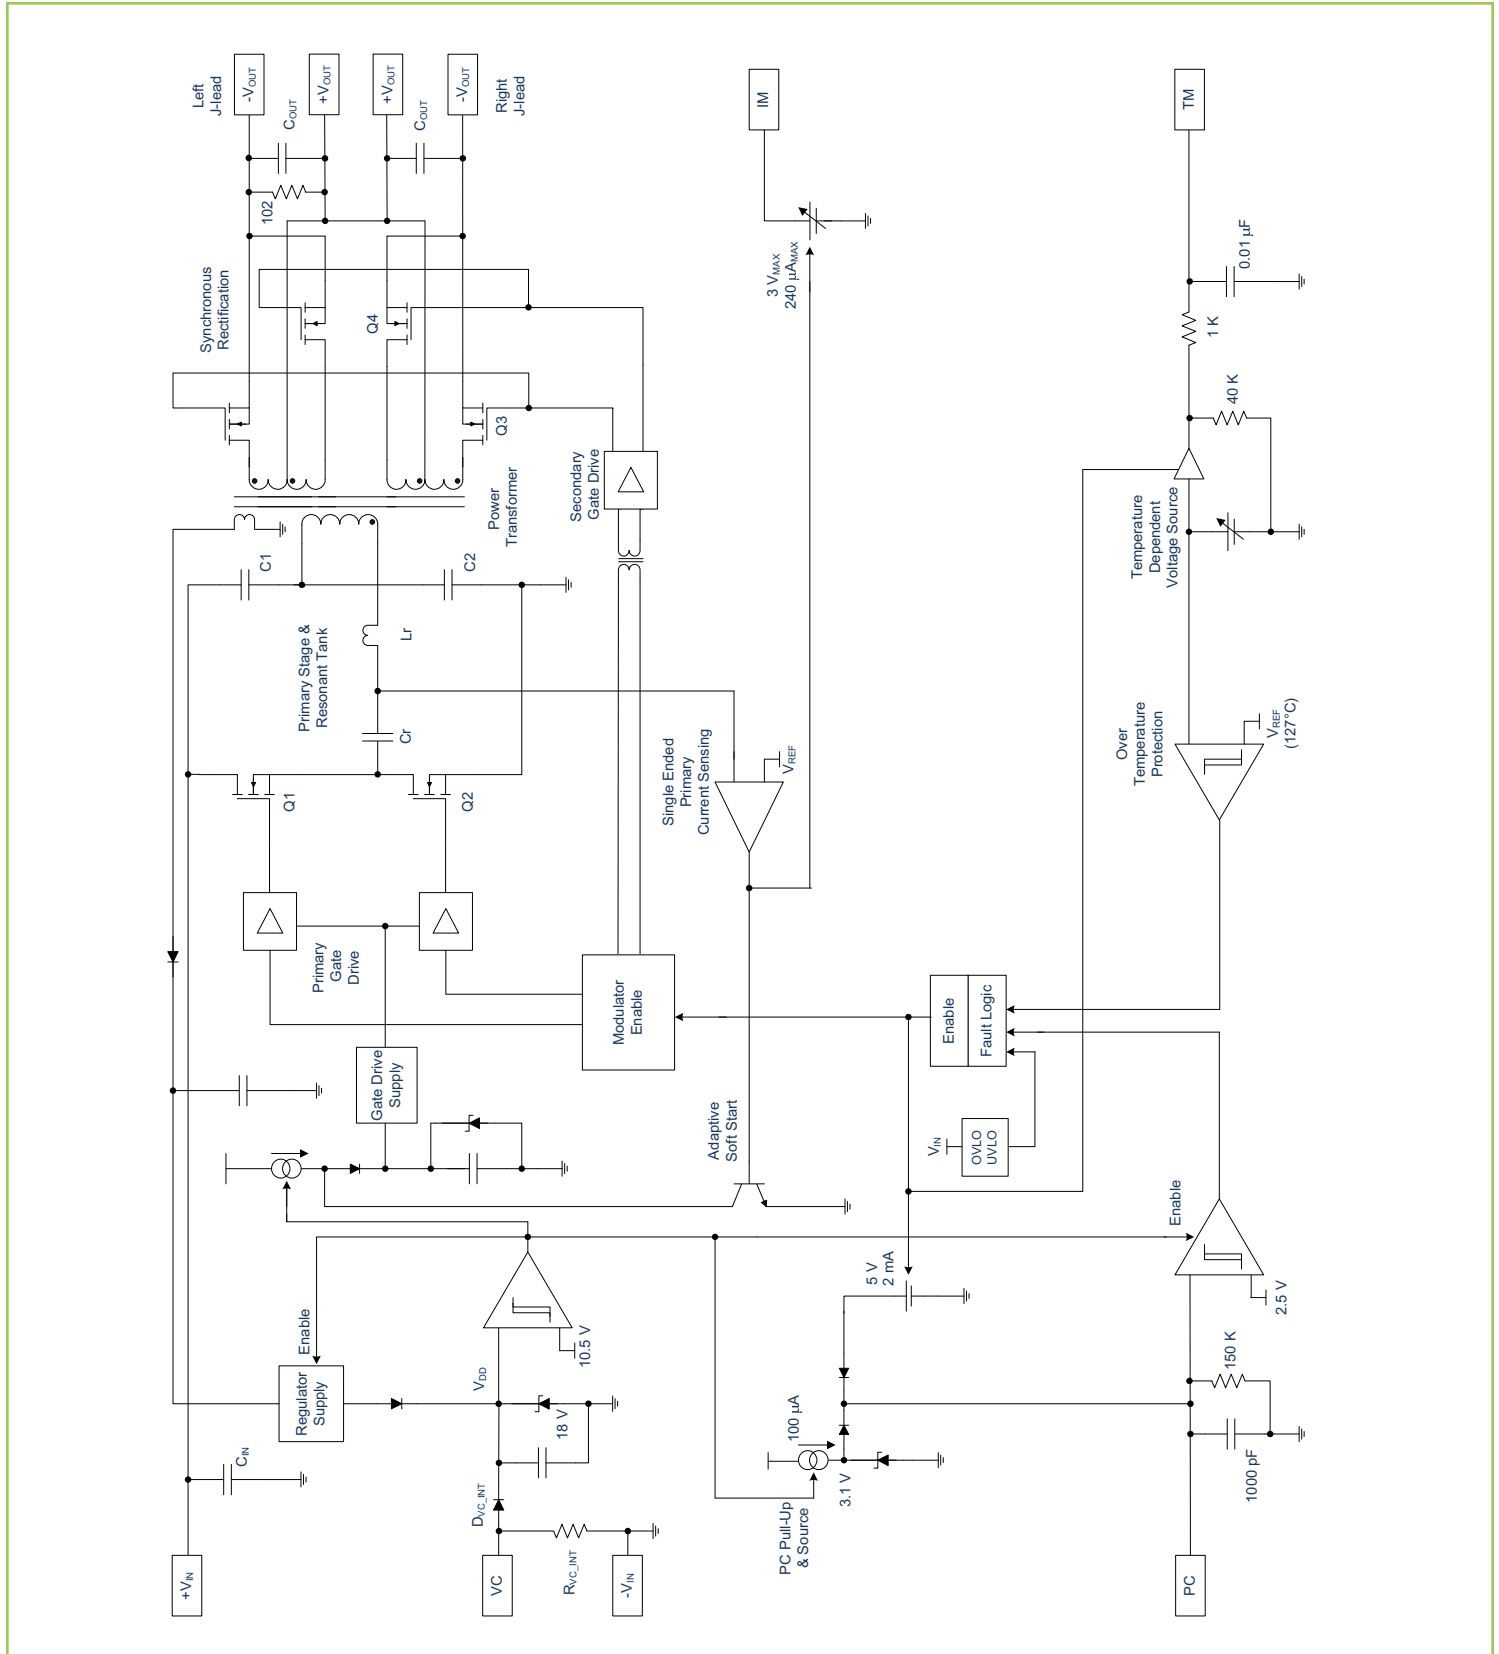 Left
J-lead
-VOUT
COUT
+VOUT
+VOUT
COUT
-VOUT
Right
J-lead
102
Synchronous
Rectification
Q4
Q3
Power
Transformer
Secondary
Gate Drive
C1
C2
Primary Stage &
Resonant Tank
Lr
Cr
Q1
Q2
Primary
Gate
Drive
Gate Drive
Supply
Modulator
Enable
Single Ended
Primary
Current Sensing
VREF
IM
3 VMAX
240 µAMAX
TM
0.01 µF
1 K
40 K
Temperature
Dependent
Voltage Source
Over
Temperature
Protection
VREF
(127°C)
Enable
Fault Logic
VIN
OVLO
UVLO
Adaptive
Soft Start
Enable
2.5 V
5 V
2 mA
100 µA
3.1 V
PC Pull-Up
& Source
150 K
1000 pF
PC
Enable
Regulator
Supply
VDD
10.5 V
18 V
CIN
DVC_INT
RVC_INT
+VIN
VC
-VIN